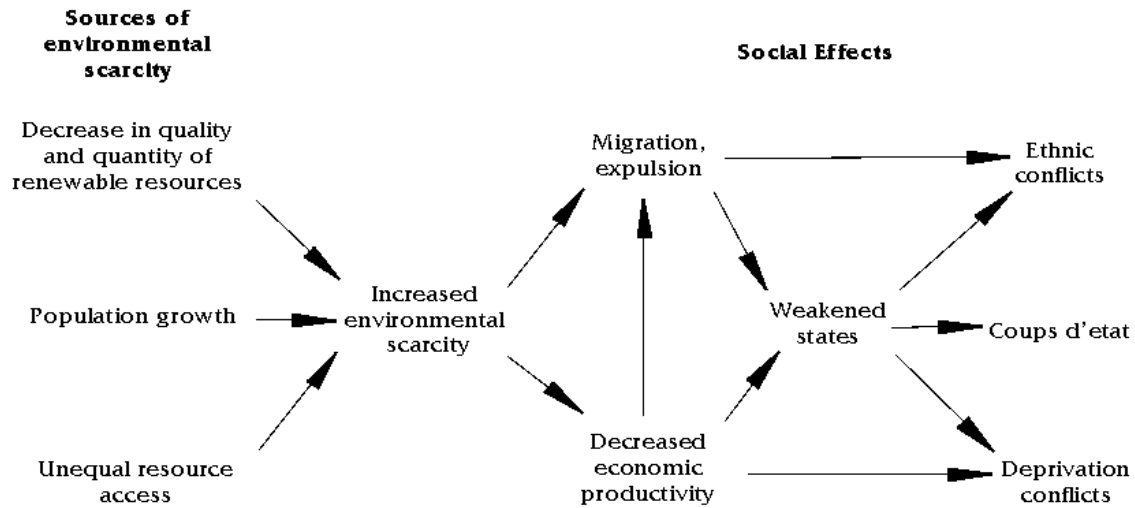 Sources of
environmental
scarcity
Social Effects
Decrease in quality
and quantity of
renewable resources
Migration,
expulsion
Ethnic
conflicts
Population growth
Increased
environmental
scarcity
Weakened
states
Coups d'etat
Unequal resource
access
Decreased
economic
productivity
Deprivation
conflicts